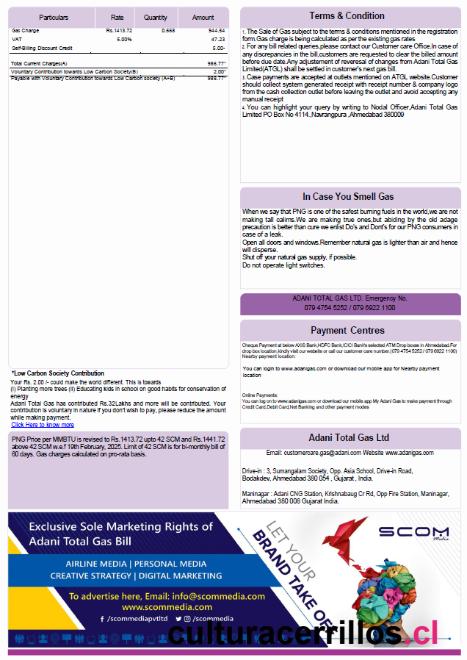 Particulars Rate Quantity Amount
Gas Charge Rs.1413.72 0.668 944.54
VAT 5.00% 47.23
Self-Billing Discount Credit 5.00-
Total Current Charges(A) 986.77*
Voluntary Contribution towards Low Carbon Society(B) 2.00*
Payable with Voluntary Contribution towards Low Carbon society (A+B) 988.77*
*Low Carbon Society Contribution
Your Rs. 2.00 /- could make the world different. This is towards
(i) Planting more trees (ii) Educating kids in school on good habits for conservation of
energy
Adani Total Gas has contributed Rs.32Lakhs and more will be contributed. Your
contribution is voluntary in nature if you don't wish to pay, please reduce the amount
while making payment.
Click Here to know more
PNG Price per MMBTU is revised to Rs.1413.72 upto 42 SCM and Rs.1441.72
above 42 SCM w.e.f 19th February, 2025. Limit of 42 SCM is for bi-monthly bill of
60 days. Gas charges calculated on pro-rata basis.
Terms & Condition
1. The Sale of Gas subject to the terms & conditions mentioned in the registration
form.Gas charge is being calculated as per the existing gas rates
2. For any bill related queries,please contact our Customer care Office.In case of
any discrepancies in the bill,customers are requested to clear the billed amount
before due date.Any adjustement of reveresal of changes from Adani Total Gas
Limited(ATGL) shall be settled in customer's next gas bill.
3. Case payments are accepted at outlets mentioned on ATGL website.Customer
should collect system generated receipt with receipt number & company logo
from the cash collection outlet before leaving the outlet and avoid accepting any
manual receipt
4. You can highlight your query by writing to Nodal Officer,Adani Total Gas
Limited PO Box No 4114.,Navrangpura ,Ahmedabad 380009
In Case You Smell Gas
When we say that PNG is one of the safest burning fuels in the world,we are not
making tall calims.We are making true ones,but abiding by the old adage
precaution is better than cure we enlist Do's and Dont's for our PNG consumers in
case of a leak.
Open all doors and windows.Remember natural gas is lighter than air and hence
will disperse.
Shut off your natural gas supply, if possible.
Do not operate light switches.
ADANI TOTAL GAS LTD. Emergency No.
079 4754 5252 / 079 6922 1100
Payment Centres
Cheque Payment at below AXIS Bank,HDFC Bank,ICICI Bank's selected ATM Drop boxes in Ahmedabad.For
drop box location,kindly visit our website or call our customer care number.(079 4754 5252 / 079 6922 1100)
Nearby payment location:
You can login to www.adanigas.com or download our mobile app for Nearby payment
location
Online Payments:
You can log on to www.adanigas.com or download our mobile app My Adani Gas to make payment through
Credit Card,Debit Card,Net Banking and other payment modes
Adani Total Gas Ltd
Email: customercare.gas@adani.com Website www.adanigas.com
Drive-in : 3, Sumangalam Society, Opp. Asia School, Drive-in Road,
Bodakdev, Ahmedabad 380 054 , Gujarat , India.
Maninagar : Adani CNG Station, Krishnabaug Cr Rd, Opp Fire Station, Maninagar,
Ahmedabad 380 008 Gujarat India.
Exclusive Sole Marketing Rights of
Adani Total Gas Bill
AIRLINE MEDIA | PERSONAL MEDIA
CREATIVE STRATEGY | DIGITAL MARKETING
To advertise here, Email: info@scommedia.com
www.scommedia.com
/scommediapvtltd /scommedia
LET YOUR
BRAND TAKE OFF
SCOM
Media
culturacerrillos.cl